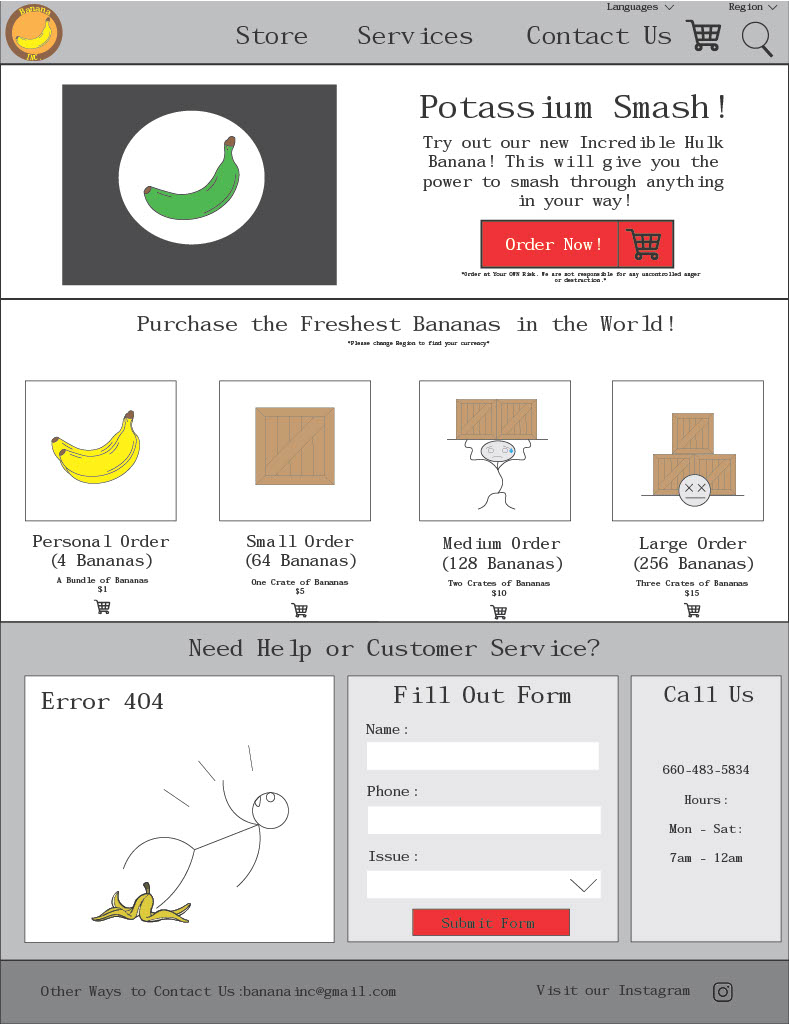 Languages
Region
Banana
INC.
Store
Services
Contact Us
Potassium Smash!
Try out our new Incredible Hulk
Banana! This will give you the
power to smash through anything
in your way!
Order Now!
*Order at Your OWN Risk. We are not responsible for any uncontrolled anger
or destruction.*
Purchase the Freshest Bananas in the World!
*Please change Region to find your currency*
Personal Order
(4 Bananas)
A Bundle of Bananas
$1
Small Order
(64 Bananas)
One Crate of Bananas
$5
Medium Order
(128 Bananas)
Two Crates of Bananas
$10
Large Order
(256 Bananas)
Three Crates of Bananas
$15
Need Help or Customer Service?
Error 404
Fill Out Form
Name:
Phone:
Issue:
Submit Form
Call Us
660-483-5834
Hours:
Mon - Sat:
7am - 12am
Other Ways to Contact Us:bananainc@gmail.com
Visit our Instagram